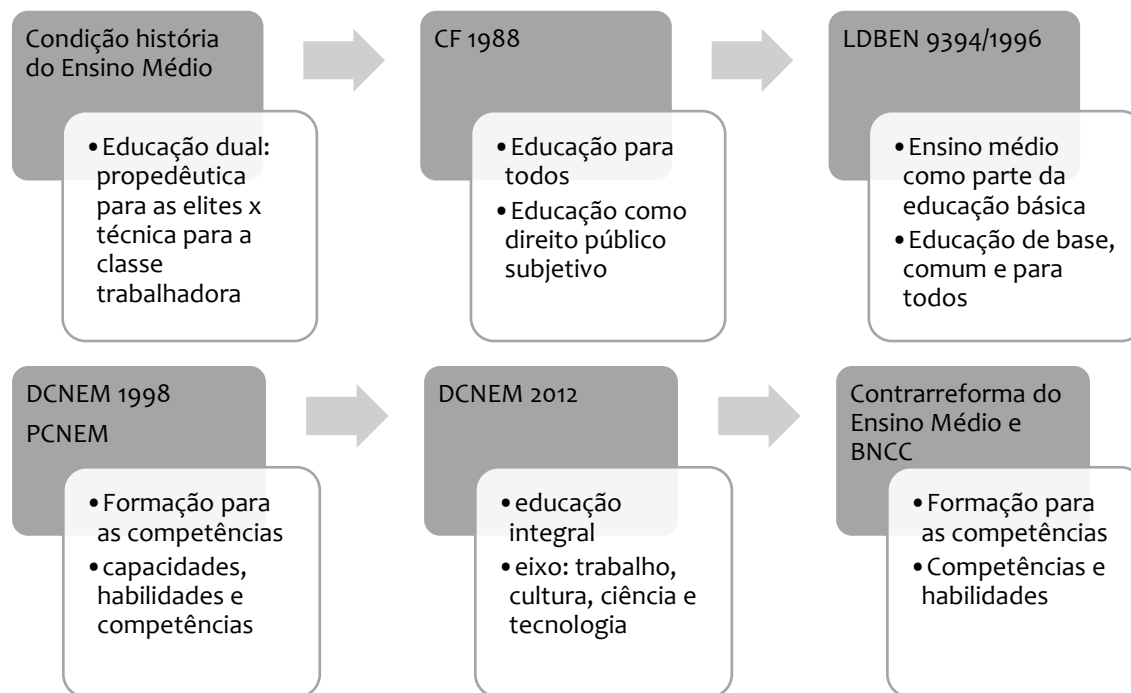 Condição história
do Ensino Médio
•Educação dual:
propedêutica
para as elites x
técnica para a
classe
trabalhadora
CF 1988
•Educação para
todos
•Educação como
direito público
subjetivo
LDBEN 9394/1996
•Ensino médio
como parte da
educação básica
•Educação de base,
comum e para
todos
DCNEM 1998
PCNEM
•Formação para
as competências
•capacidades,
habilidades e
competências
DCNEM 2012
•educação
integral
•eixo: trabalho,
cultura, ciência e
tecnologia
Contrarreforma do
Ensino Médio e
BNCC
•Formação para
as competências
•Competências e
habilidades